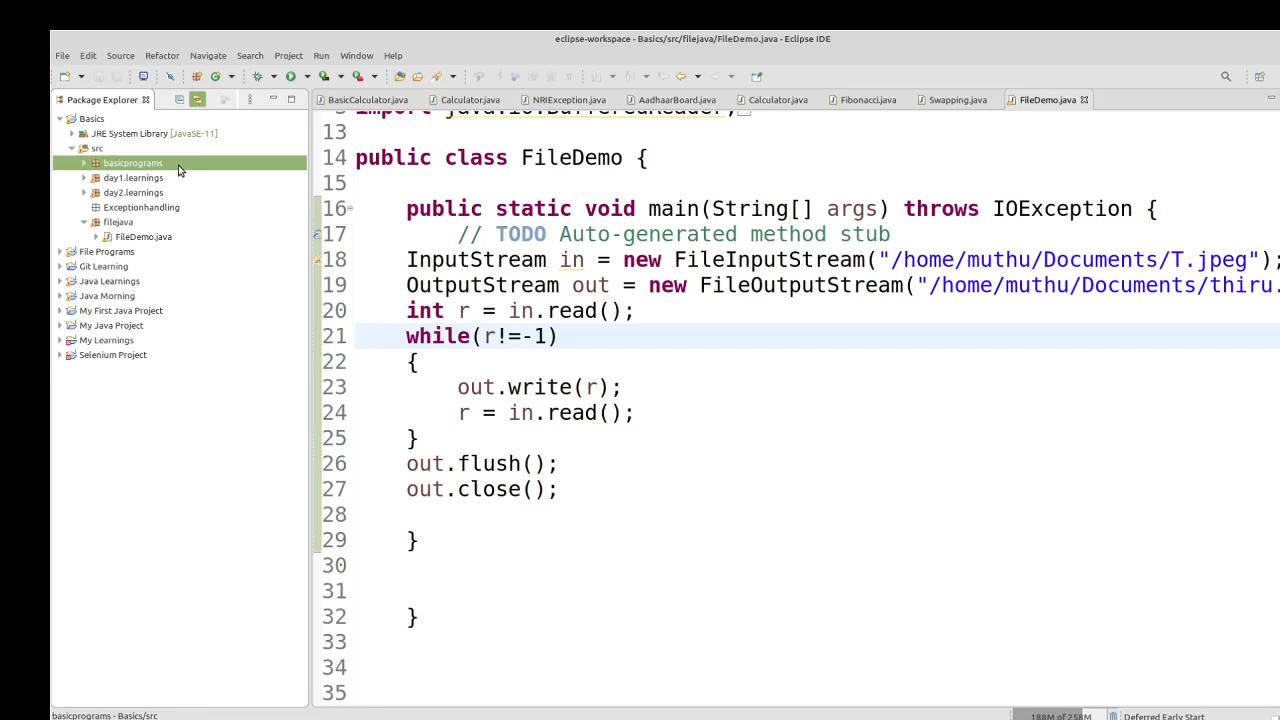 eclipse-workspace - Basics/src/filejava/FileDemo.java - Eclipse IDE
File Edit Source Refactor Navigate Search Project Run Window Help
Package Explorer
BasicCalculator.java Calculator.java NRIException.java AadhaarBoard.java Calculator.java Fibonacci.java Swapping.java FileDemo.java
Basics
JRE System Library [JavaSE-11]
src
basicprograms
day1.learnings
day2.learnings
Exceptionhandling
filejava
FileDemo.java
File Programs
Git Learning
Java Learnings
Java Morning
My First Java Project
My Java Project
My Learnings
Selenium Project
import java.io.BufferedReader;
13
14 public class FileDemo {
15
16 public static void main(String[] args) throws IOException {
17 // TODO Auto-generated method stub
18 InputStream in = new FileInputStream("/home/muthu/Documents/T.jpeg");
19 OutputStream out = new FileOutputStream("/home/muthu/Documents/thiru.
20 int r = in.read();
21 while(r!=-1)
22 {
23 out.write(r);
24 r = in.read();
25 }
26 out.flush();
27 out.close();
28
29 }
30
31
32 }
33
34
35
basicprograms - Basics/src
188M of 258M
Deferred Early Start